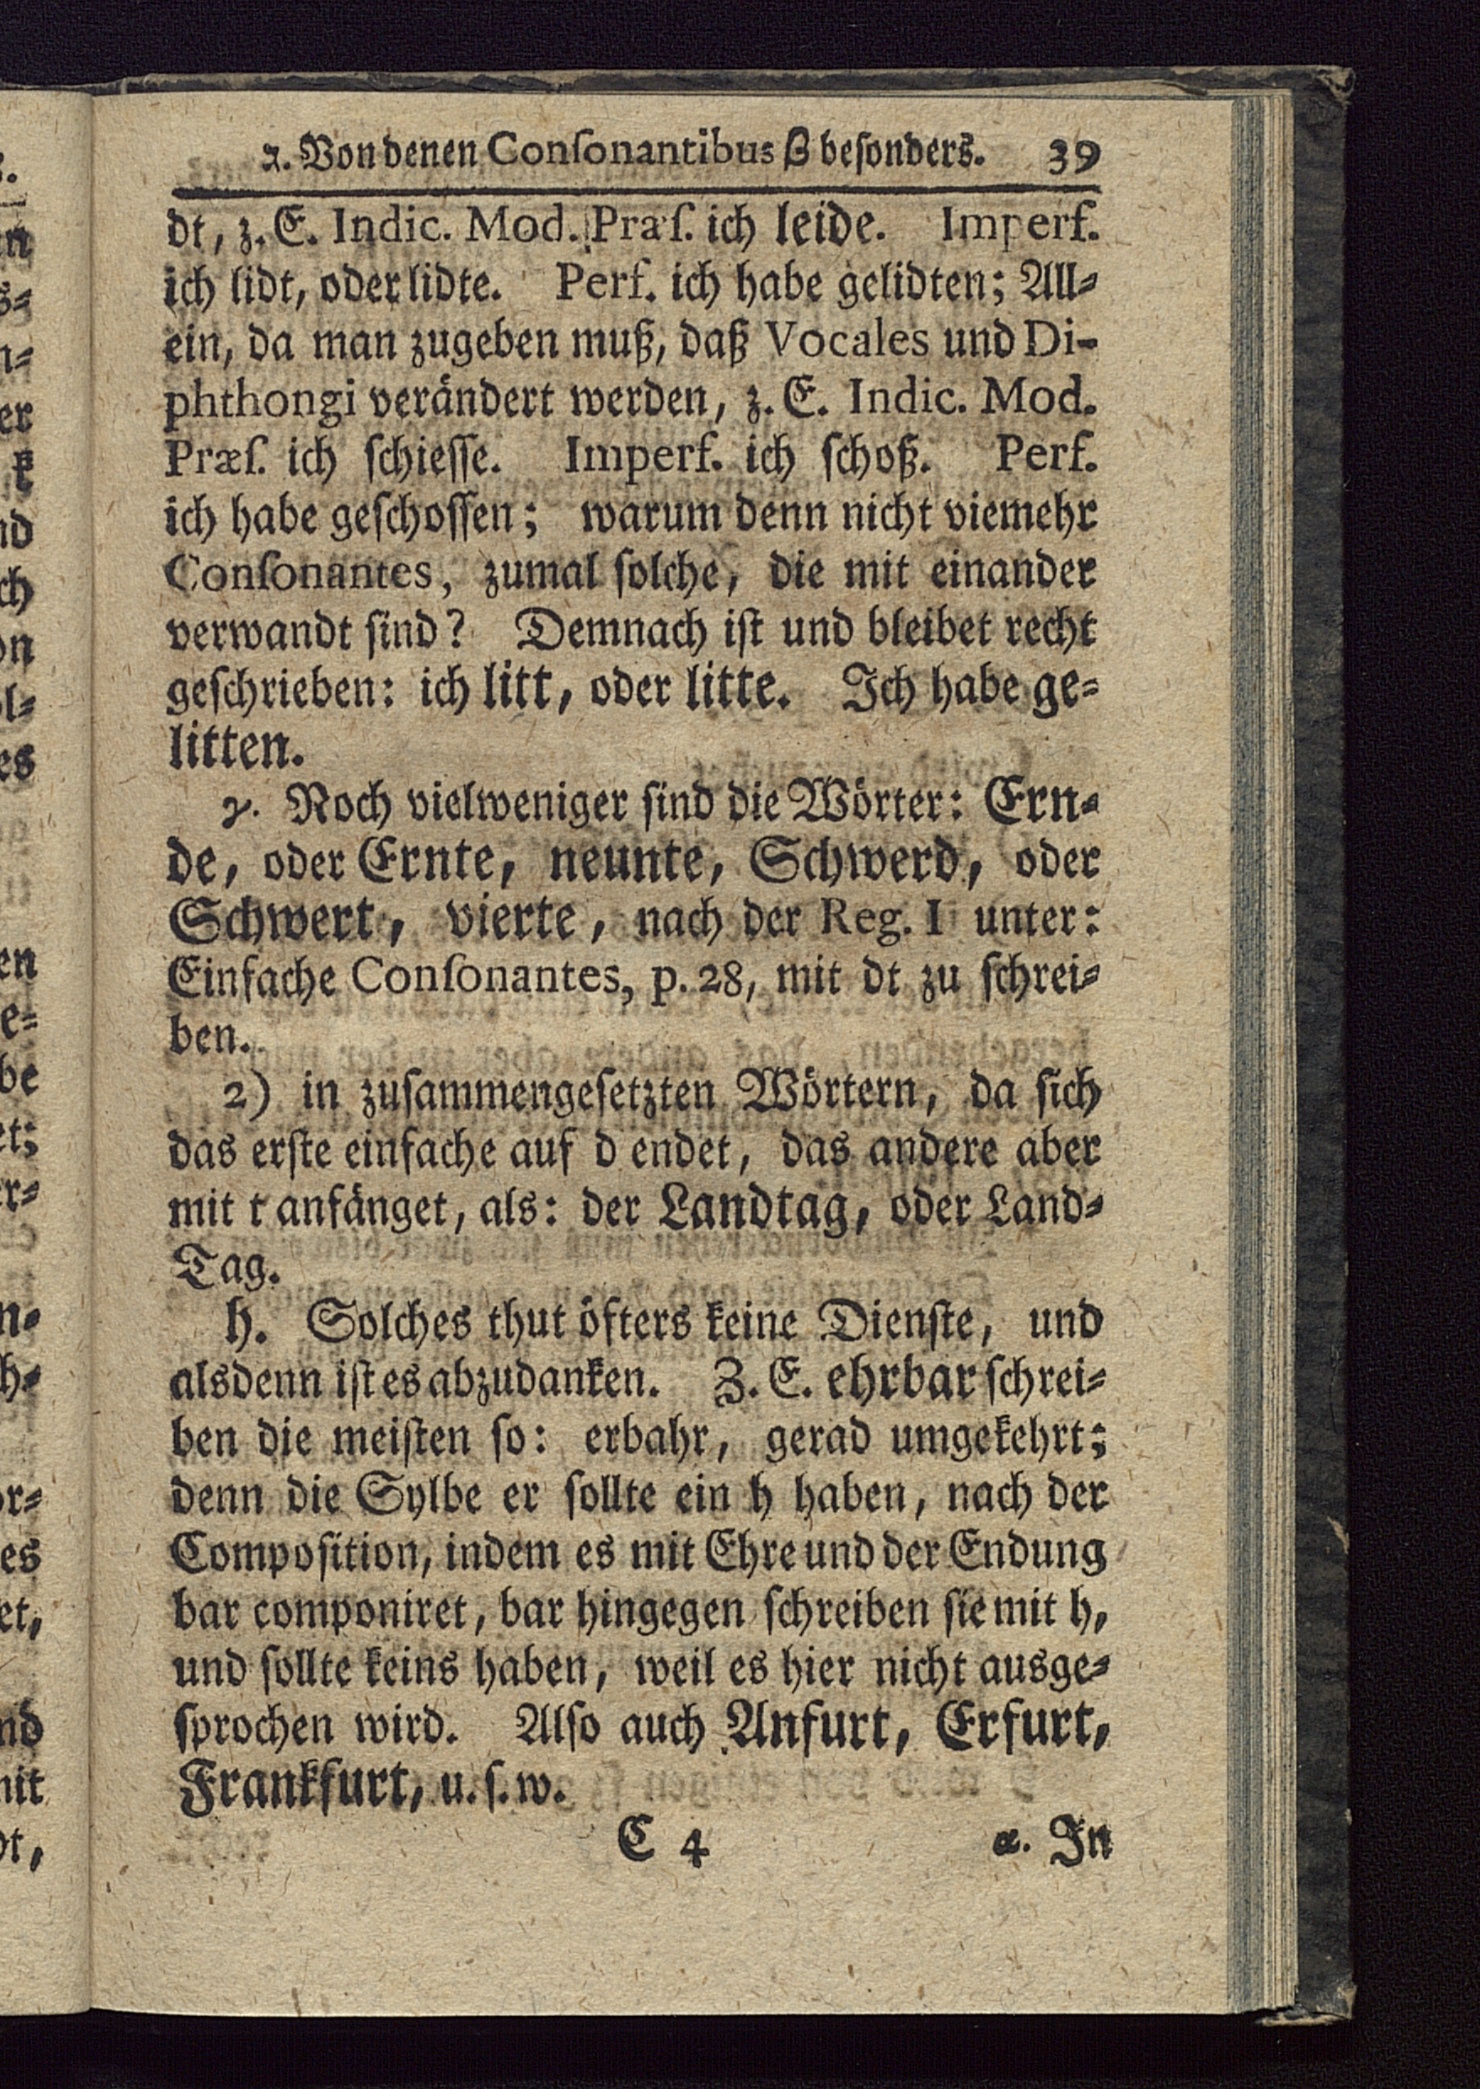 2. Von denen Conſonantibus ß beſonders. 39
dt, z. E. Indic. Mod. Præſ. ich leide. Imperf.
ich lidt, oder lidte. Perf. ich habe gelidten; All⸗
ein, da man zugeben muß, daß Vocales und Di-
phthongi verändert werden, z. E. Indic. Mod.
Præſ. ich ſchieſſe. Imperf. ich ſchoß. Perf.
ich habe geſchoſſen; warum denn nicht viemehr
Conſonantes, zumal ſolche, die mit einander
verwandt ſind? Demnach iſt und bleibet recht
geſchrieben: ich litt, oder litte. Ich habe ge⸗
litten.
γ. Noch vielweniger ſind die Wörter: Ern⸗
de, oder Ernte, neunte, Schwerd, oder
Schwert, vierte, nach der Reg. I unter:
Einfache Conſonantes, p. 28, mit dt zu ſchrei⸗
ben.
2) in zuſammengeſetzten Wörtern, da ſich
das erſte einfache auf d endet, das andere aber
mit t anfänget, als: der Landtag, oder Land⸗
Tag.
h. Solches thut öfters keine Dienſte, und
alsdenn iſt es abzudanken. Z. E. ehrbar ſchrei⸗
ben die meiſten ſo: erbahr, gerad umgekehrt;
denn die Sylbe er ſollte ein h haben, nach der
Compoſition, indem es mit Ehre und der Endung
bar componiret, bar hingegen ſchreiben ſie mit h,
und ſollte keins haben, weil es hier nicht ausge⸗
ſprochen wird. Alſo auch Anfurt, Erfurt,
Frankfurt, u. ſ. w.
C 4 α. In